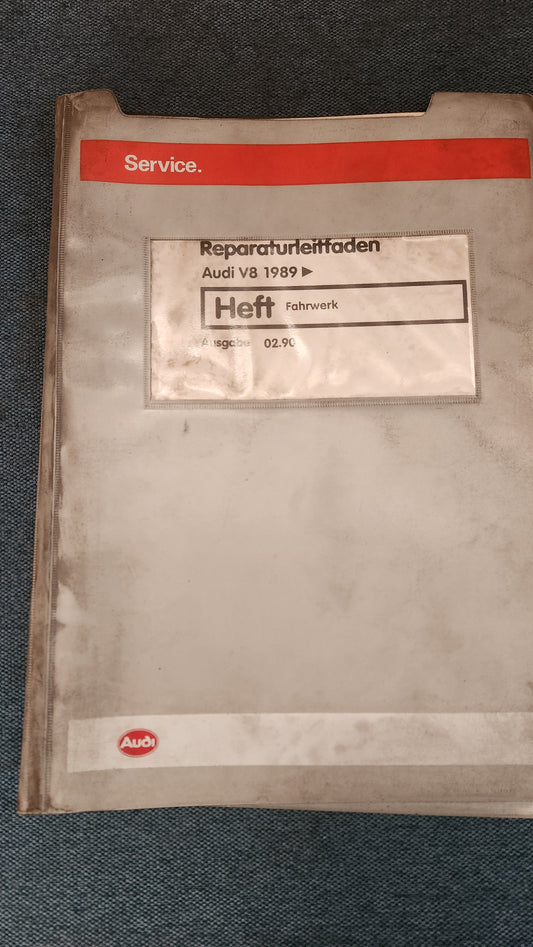 Service.
Reparaturleitfaden
Audi V8 1989 ►
Heft Fahrwerk
Ausgabe 02.90
Audi